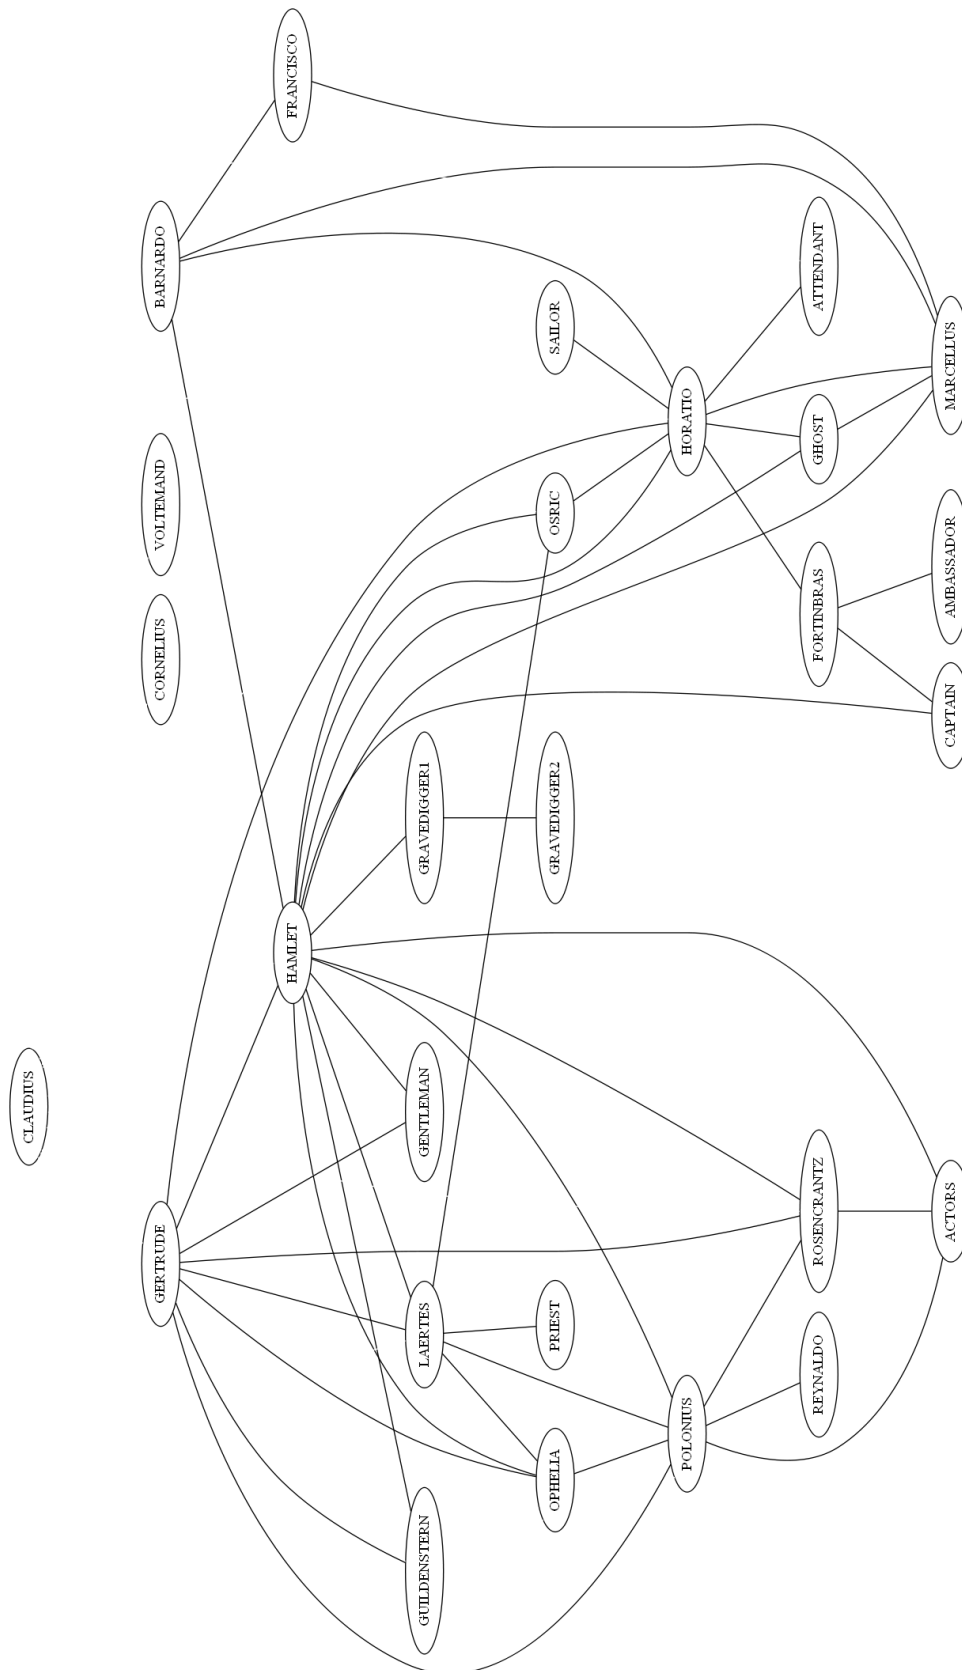 CLAUDIUS
GERTRUDE
CORNELIUS
VOLTEMAND
BARNARDO
HAMLET
FRANCISCO
GUILDENSTERN
LAERTES
GENTLEMAN
GRAVEDIGGER1
OPHELIA
PRIEST
GRAVEDIGGER2
OSRIC
SAILOR
POLONIUS
HORATIO
REYNALDO
ROSENCRANTZ
FORTINBRAS
GHOST
ATTENDANT
ACTORS
CAPTAIN
AMBASSADOR
MARCELLUS